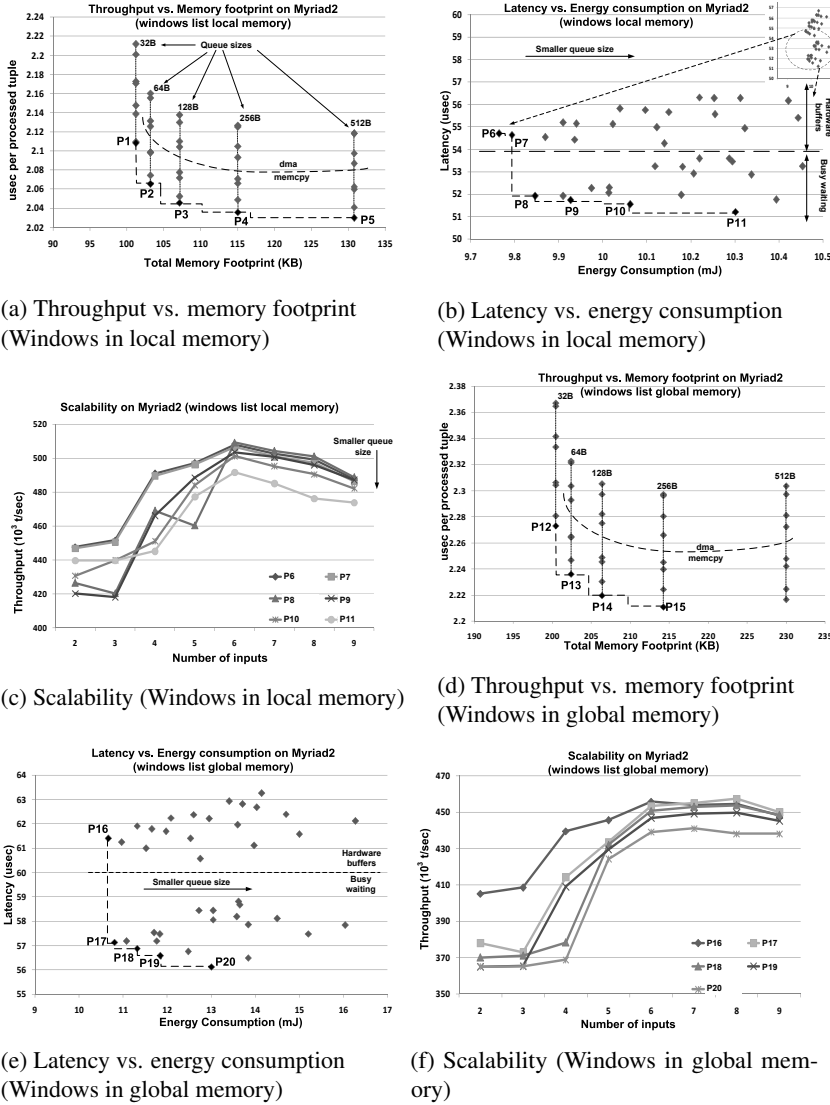 Throughput vs. Memory footprint on Myriad2
(windows list local memory)
usec per processed tuple
2.24
2.22
2.2
2.18
2.16
2.14
2.12
2.1
2.08
2.06
2.04
2.02
32B
Queue sizes
64B
128B
256B
512B
P1
dma
memcpy
P2
P3
P4
P5
90 95 100 105 110 115 120 125 130 135
Total Memory Footprint (KB)
(a) Throughput vs. memory footprint
(Windows in local memory)
Latency vs. Energy consumption on Myriad2
(windows local memory)
Latency (usec)
60
59
58
57
56
55
54
53
52
51
50
Smaller queue size
Hardware
buffers
Busy waiting
P6
P7
P8
P9
P10
P11
9.7 9.8 9.9 10 10.1 10.2 10.3 10.4 10.5
Energy Consumption (mJ)
(b) Latency vs. energy consumption
(Windows in local memory)
Scalability on Myriad2 (windows list local memory)
Throughput (10³ t/sec)
520
500
480
460
440
420
400
Smaller queue
size
P6 P7
P8 P9
P10 P11
2 3 4 5 6 7 8 9
Number of inputs
(c) Scalability (Windows in local memory)
Throughput vs. Memory footprint on Myriad2
(windows list global memory)
usec per processed tuple
2.38
2.36
2.34
2.32
2.3
2.28
2.26
2.24
2.22
2.2
32B
64B
128B
256B
512B
P12
dma
memcpy
P13
P14
P15
190 195 200 205 210 215 220 225 230 235
Total Memory Footprint (KB)
(d) Throughput vs. memory footprint
(Windows in global memory)
Latency vs. Energy consumption on Myriad2
(windows list global memory)
Latency (usec)
64
63
62
61
60
59
58
57
56
55
P16
Hardware
buffers
Busy
waiting
Smaller queue size
P17
P18
P19
P20
9 10 11 12 13 14 15 16 17
Energy Consumption (mJ)
(e) Latency vs. energy consumption
(Windows in global memory)
Scalability on Myriad2
(windows list global memory)
Throughput (10³ t/sec)
470
450
430
410
390
370
350
P16 P17
P18 P19
P20
2 3 4 5 6 7 8 9
Number of inputs
(f) Scalability (Windows in global mem-
ory)